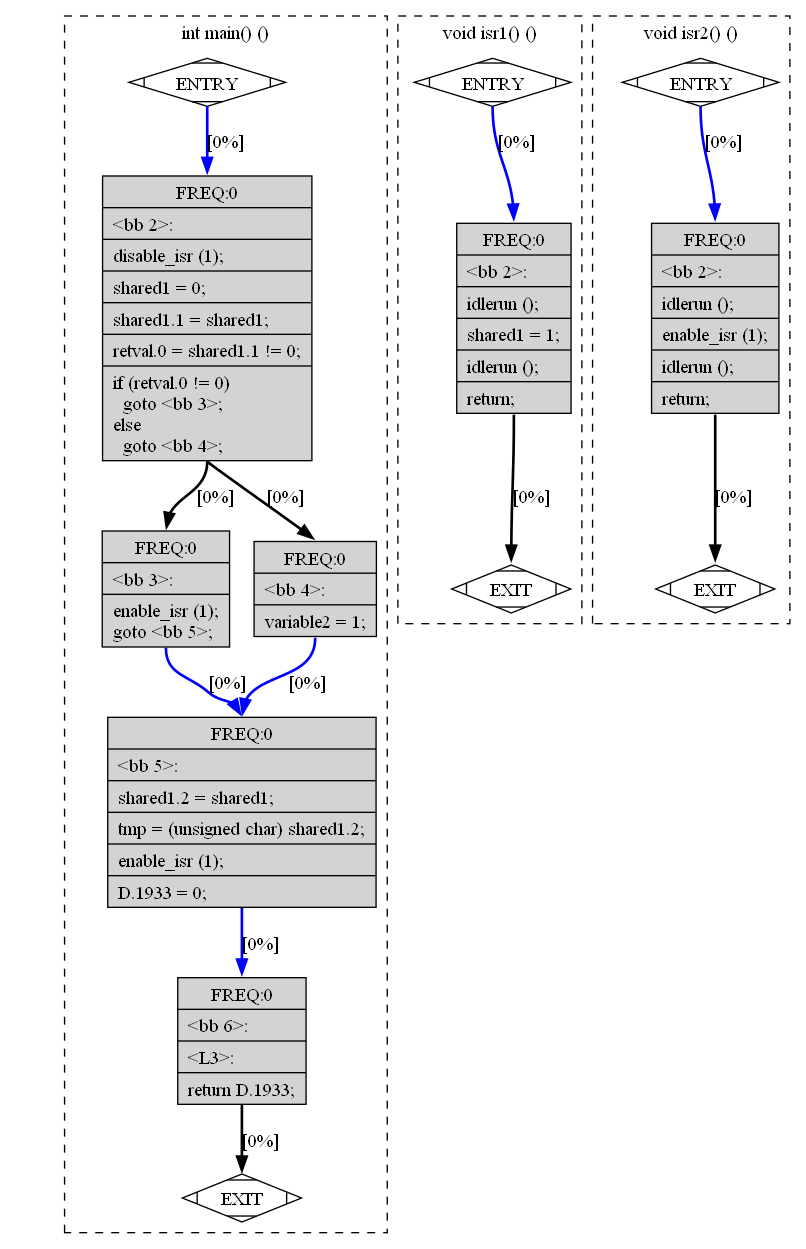 int main() ()
ENTRY
[0%]
FREQ:0
<bb 2>:
disable_isr (1);
shared1 = 0;
shared1.1 = shared1;
retval.0 = shared1.1 != 0;
if (retval.0 != 0)
goto <bb 3>;
else
goto <bb 4>;
[0%]
[0%]
FREQ:0
<bb 3>:
enable_isr (1);
goto <bb 5>;
FREQ:0
<bb 4>:
variable2 = 1;
[0%]
[0%]
FREQ:0
<bb 5>:
shared1.2 = shared1;
tmp = (unsigned char) shared1.2;
enable_isr (1);
D.1933 = 0;
[0%]
FREQ:0
<bb 6>:
<L3>:
return D.1933;
[0%]
EXIT
void isr1() ()
ENTRY
[0%]
FREQ:0
<bb 2>:
idlerun ();
shared1 = 1;
idlerun ();
return;
[0%]
EXIT
void isr2() ()
ENTRY
[0%]
FREQ:0
<bb 2>:
idlerun ();
enable_isr (1);
idlerun ();
return;
[0%]
EXIT